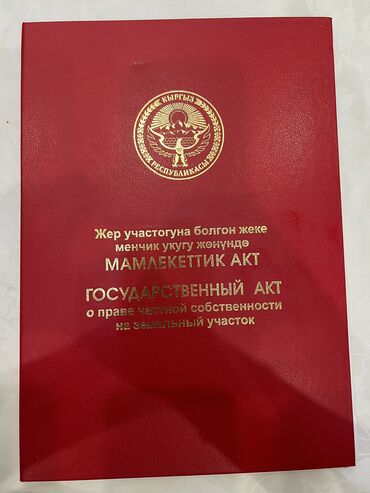 КЫРГЫЗ
РЕСПУБЛИКАСЫ
Жер участогуна болгон жеке
менчик укугу жөнүндө
МАМЛЕКЕТТИК АКТ
ГОСУДАРСТВЕННЫЙ АКТ
о праве частной собственности
на земельный участок